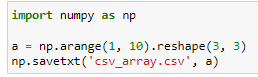 import numpy as np
a = np.arange(1, 10).reshape(3, 3)
np.savetxt('csv_array.csv', a)